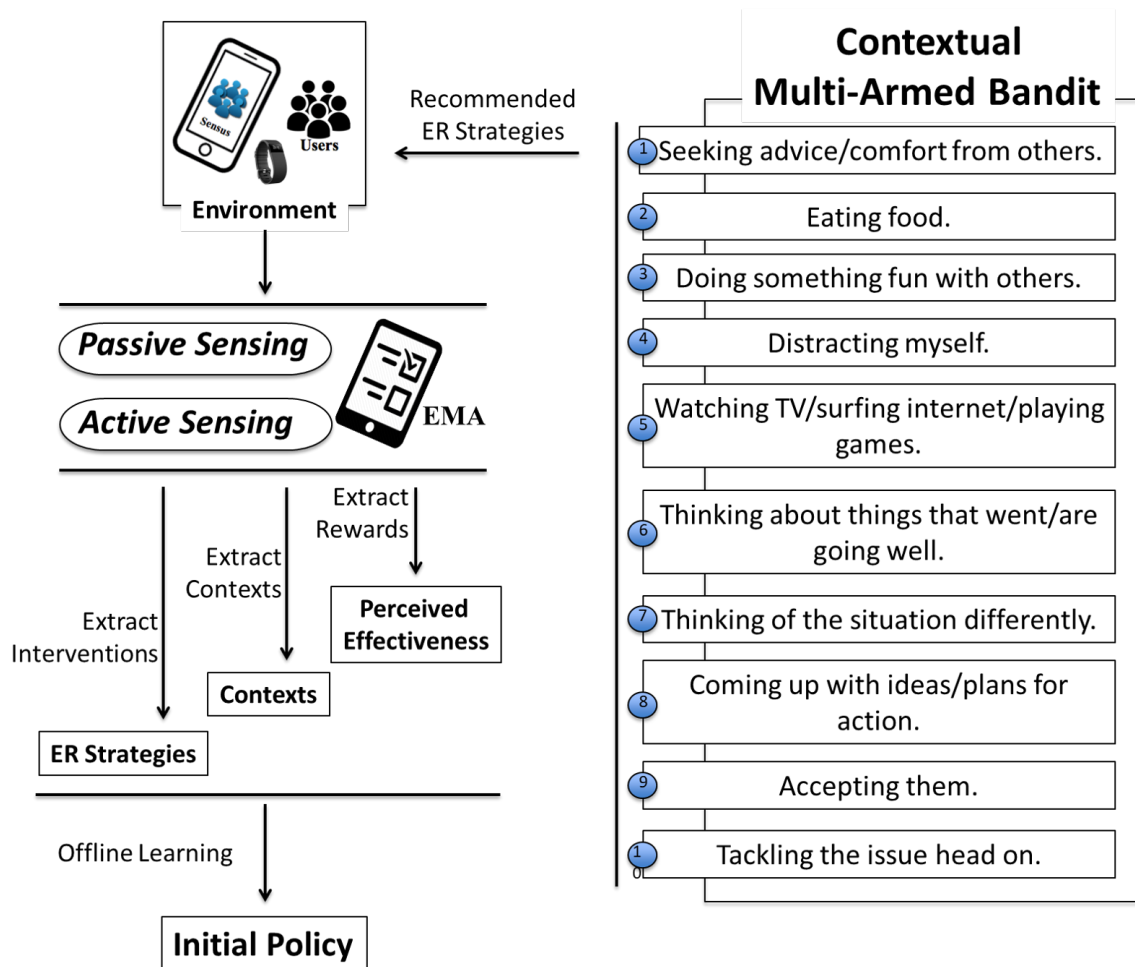 Sensus
Users
Environment
Recommended
ER Strategies
Passive Sensing
Active Sensing
EMA
Extract
Rewards
Extract
Contexts
Extract
Interventions
Perceived
Effectiveness
Contexts
ER Strategies
Offline Learning
Initial Policy
Contextual
Multi-Armed Bandit
1 Seeking advice/comfort from others.
2 Eating food.
3 Doing something fun with others.
4 Distracting myself.
Watching TV/surfing internet/playing
5 games.
Thinking about things that went/are
6 going well.
7 Thinking of the situation differently.
Coming up with ideas/plans for
8 action.
9 Accepting them.
10 Tackling the issue head on.